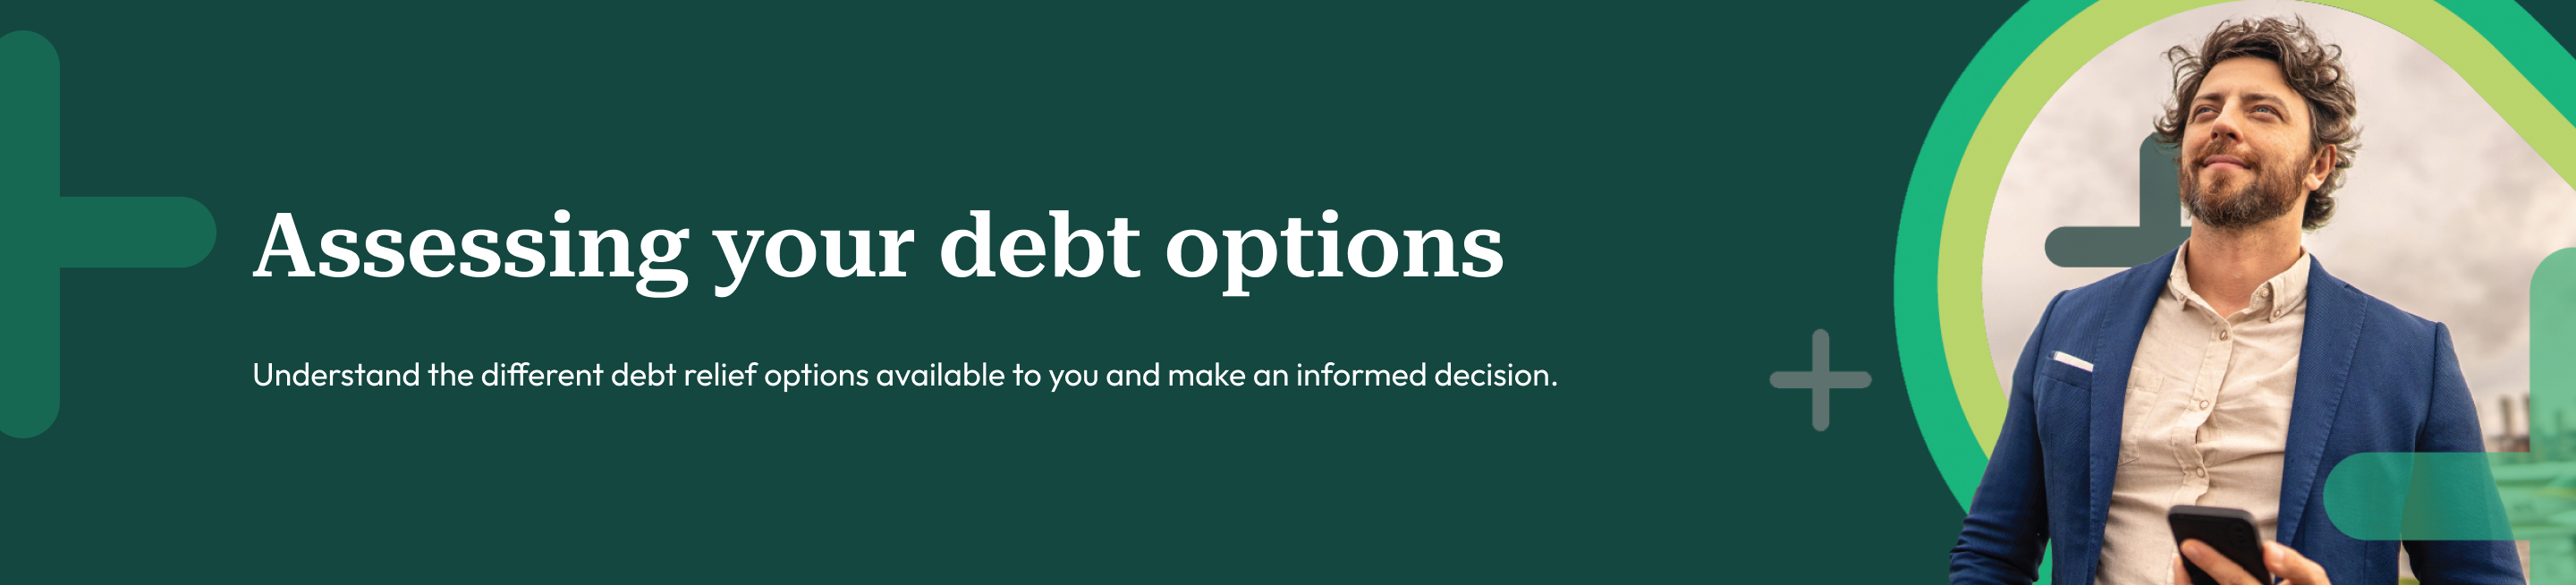 Assessing your debt options
Understand the different debt relief options available to you and make an informed decision.